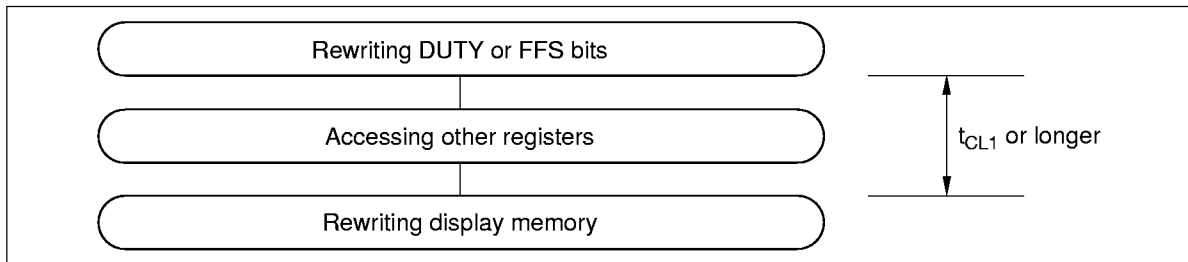 Rewriting DUTY or FFS bits
Accessing other registers
tCL1 or longer
Rewriting display memory